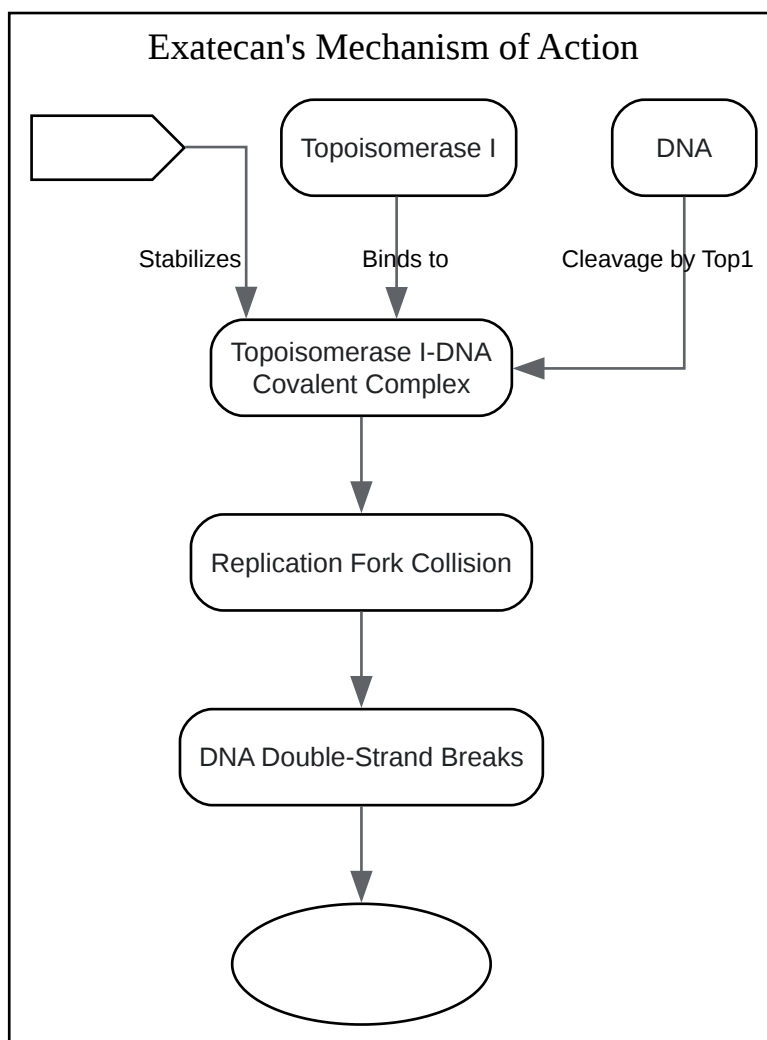 Exatecan's Mechanism of Action
Topoisomerase I
DNA
Stabilizes
Binds to
Cleavage by Top1
Topoisomerase I-DNA
Covalent Complex
Replication Fork Collision
DNA Double-Strand Breaks